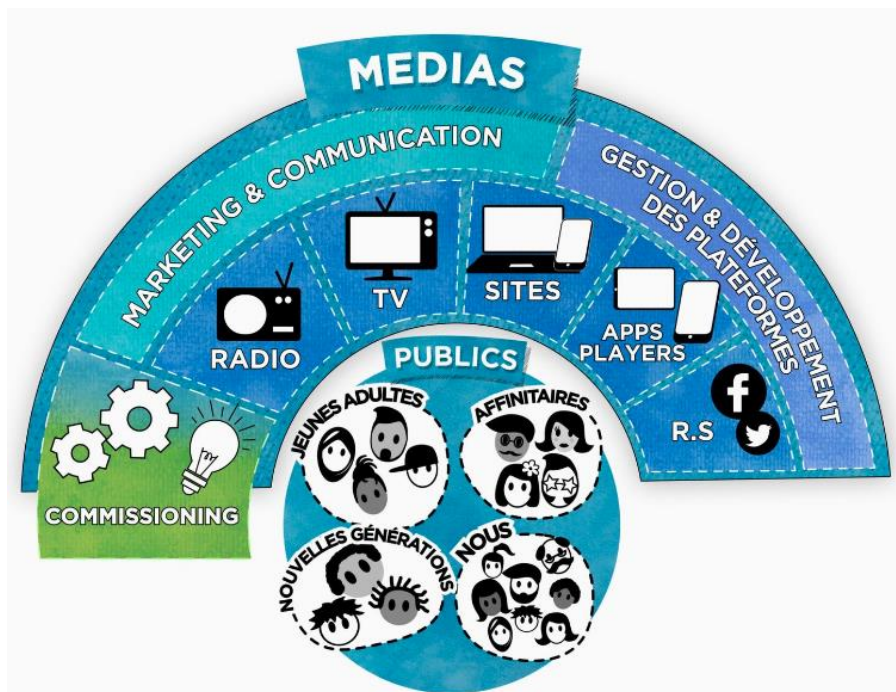 MEDIAS
MARKETING & COMMUNICATION
GESTION & DÉVELOPPEMENT
DES PLATEFORMES
RADIO
TV
SITES
APPS
PLAYERS
R.S
COMMISSIONING
PUBLICS
JEUNES ADULTES
AFFINITAIRES
NOUVELLES GÉNÉRATIONS
NOUS